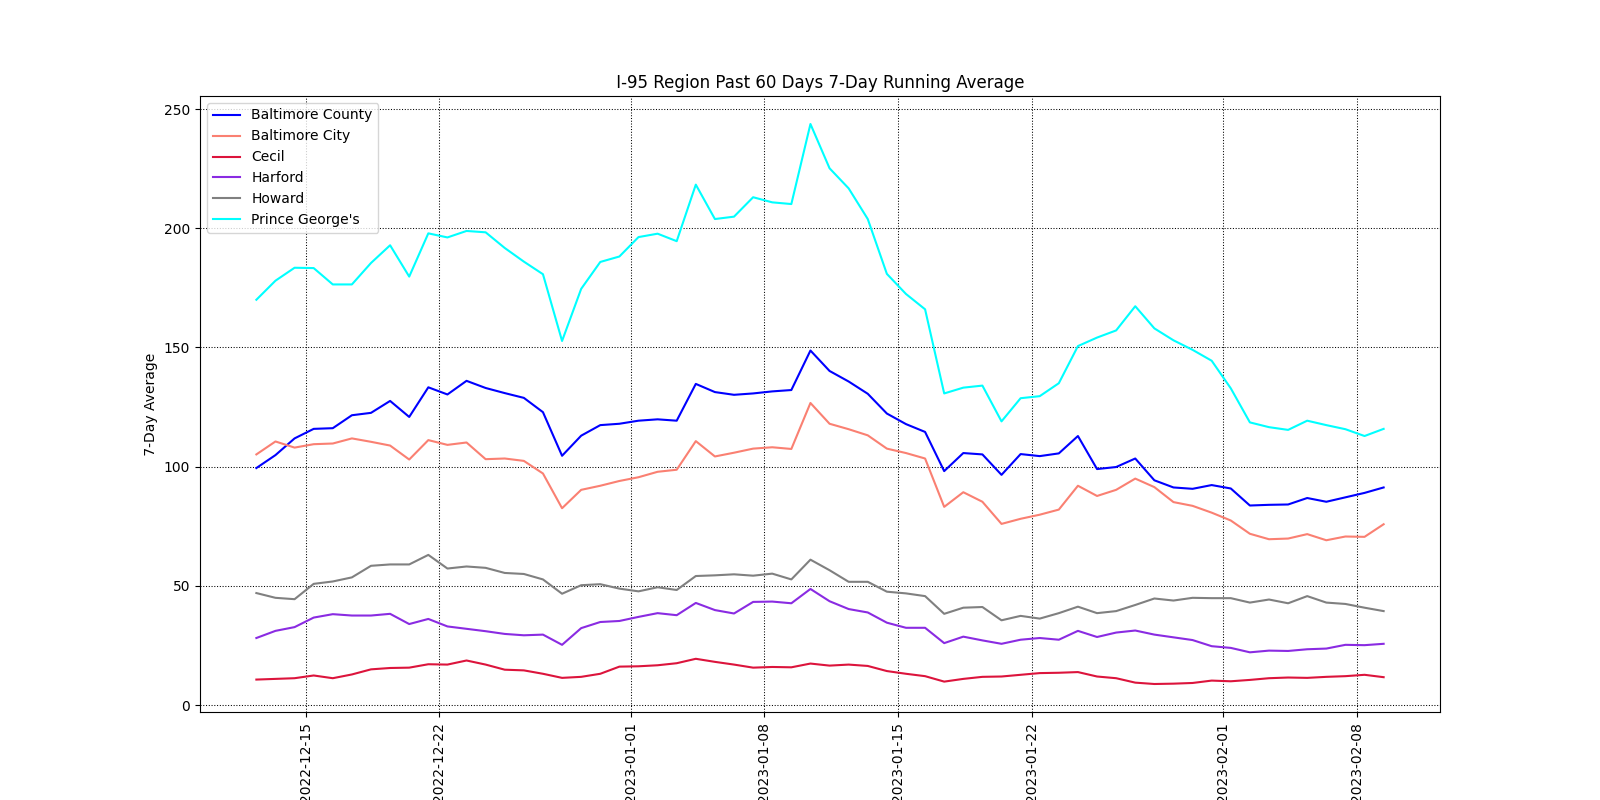 I-95 Region Past 60 Days 7-Day Running Average
Baltimore County
Baltimore City
Cecil
Harford
Howard
Prince George's
7-Day Average
250
200
150
100
50
0
2022-12-15
2022-12-22
2023-01-01
2023-01-08
2023-01-15
2023-01-22
2023-02-01
2023-02-08